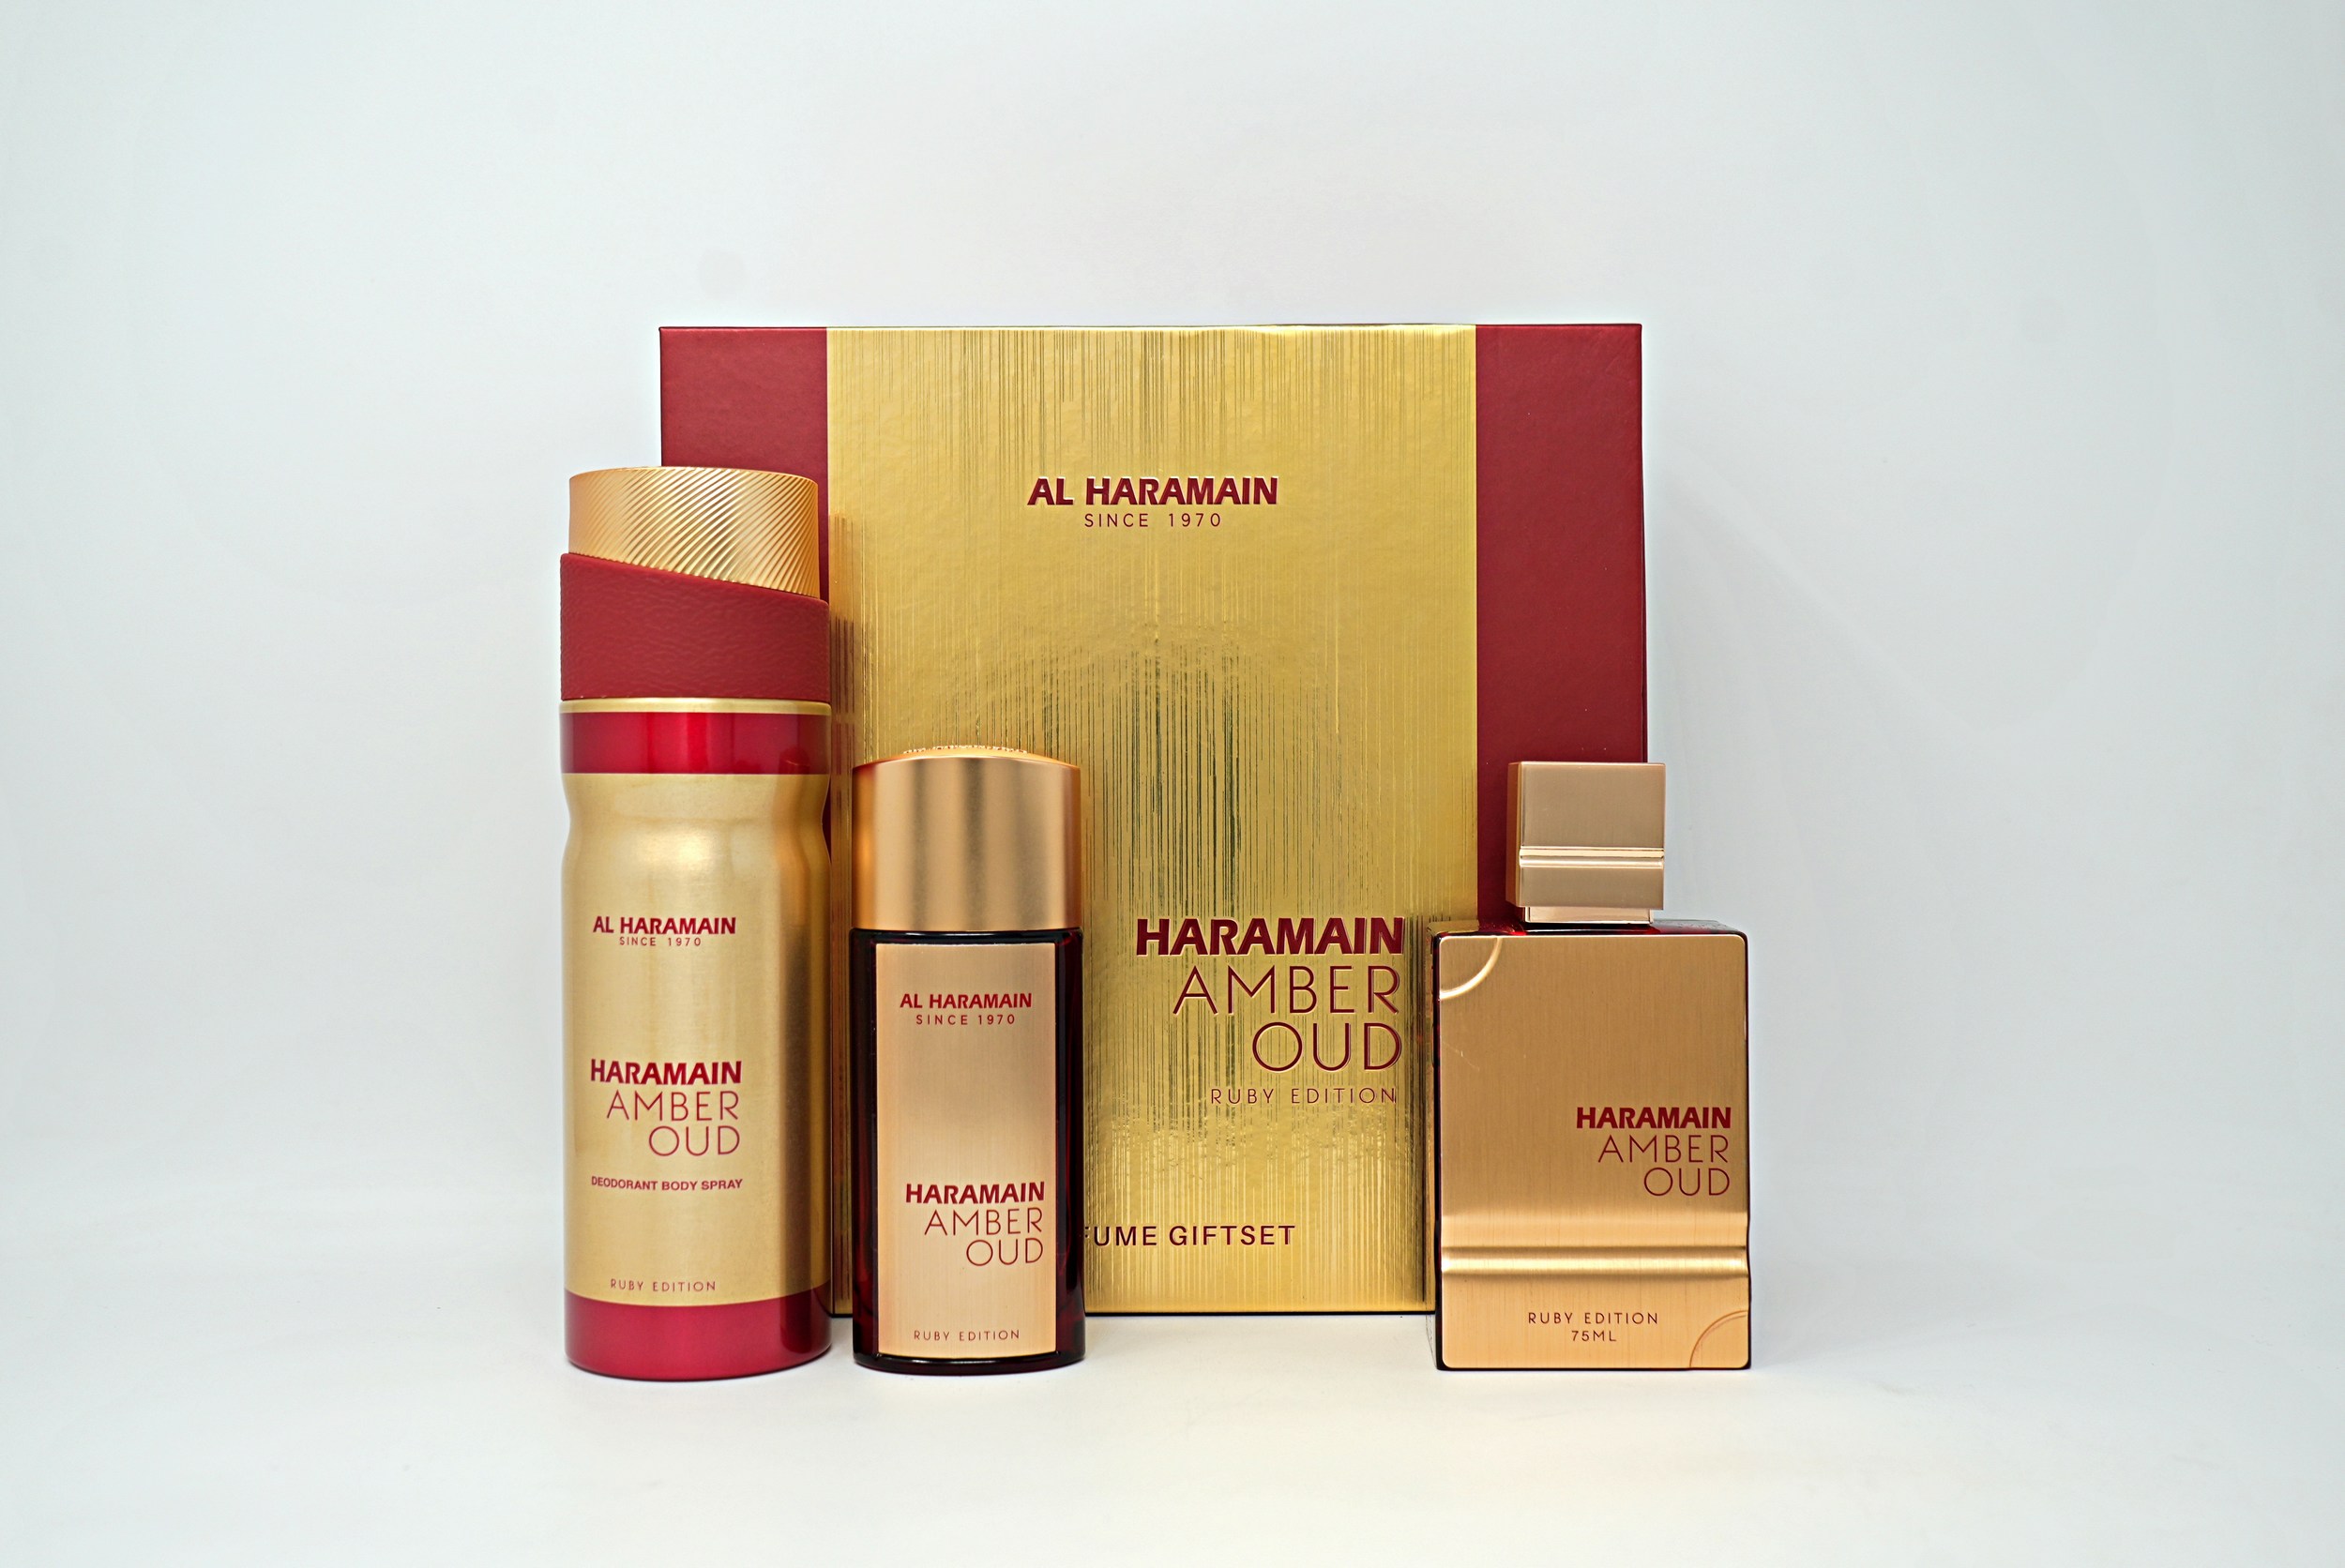 AL HARAMAIN
SINCE 1970
HARAMAIN
AMBER
OUD
RUBY EDITION
GIFTSET
AL HARAMAIN
SINCE 1970
HARAMAIN
AMBER
OUD
DEODORANT BODY SPRAY
RUBY EDITION
AL HARAMAIN
SINCE 1970
HARAMAIN
AMBER
OUD
RUBY EDITION
HARAMAIN
AMBER
OUD
RUBY EDITION
75ML